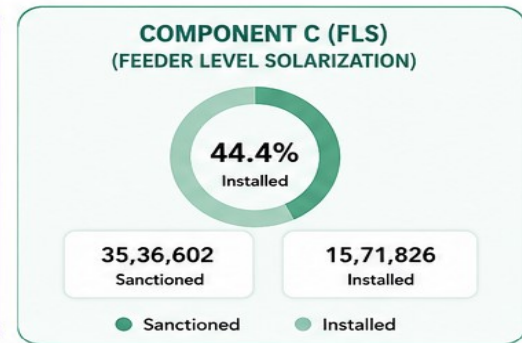 COMPONENT C (FLS)
(FEEDER LEVEL SOLARIZATION)
44.4%
Installed
35,36,602
Sanctioned
15,71,826
Installed
Sanctioned
Installed